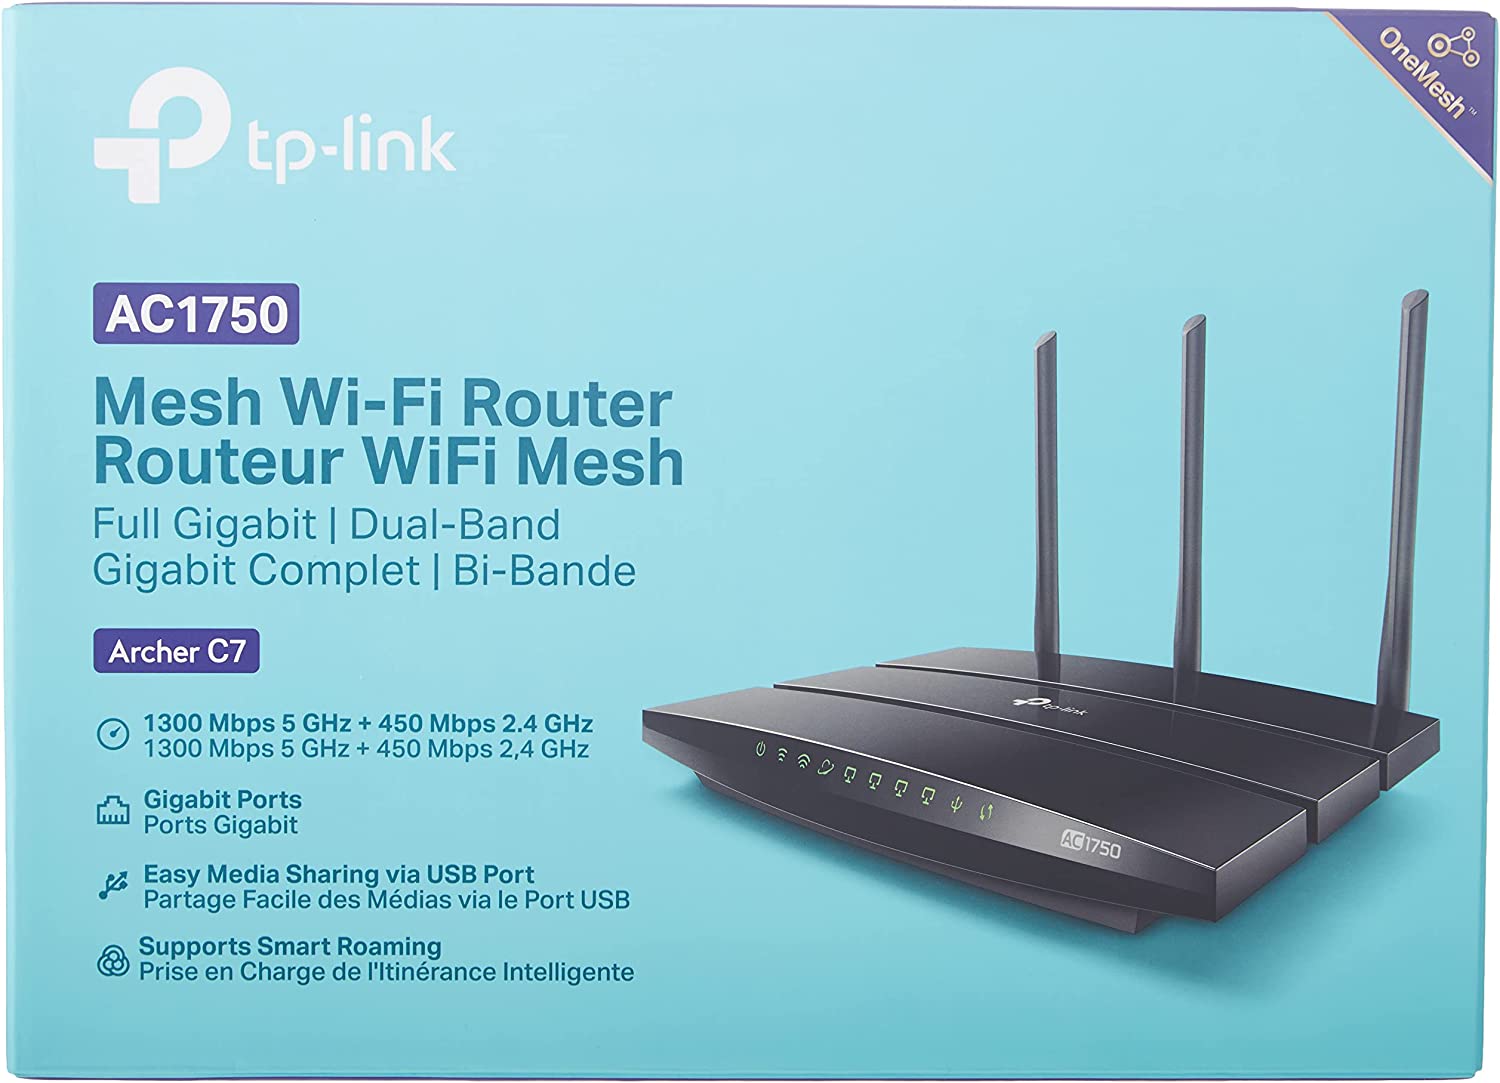 tp-link
OneMesh™
AC1750
Mesh Wi-Fi Router
Routeur WiFi Mesh
Full Gigabit | Dual-Band
Gigabit Complet | Bi-Bande
Archer C7
1300 Mbps 5 GHz + 450 Mbps 2.4 GHz
1300 Mbps 5 GHz + 450 Mbps 2,4 GHz
Gigabit Ports
Ports Gigabit
Easy Media Sharing via USB Port
Partage Facile des Médias via le Port USB
Supports Smart Roaming
Prise en Charge de l'Itinérance Intelligente
tp-link
AC1750